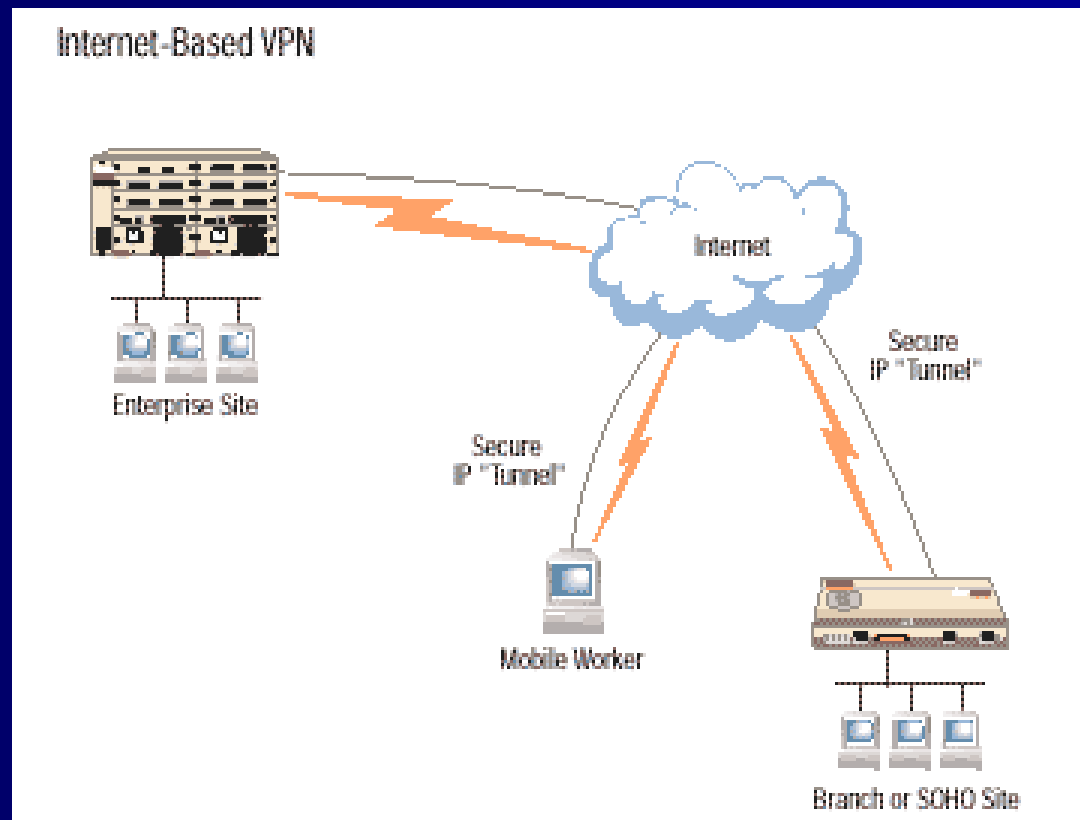 Internet-Based VPN
Internet
Secure
IP "Tunnel"
Enterprise Site
Secure
IP "Tunnel"
Mobile Worker
Branch or SOHO Site